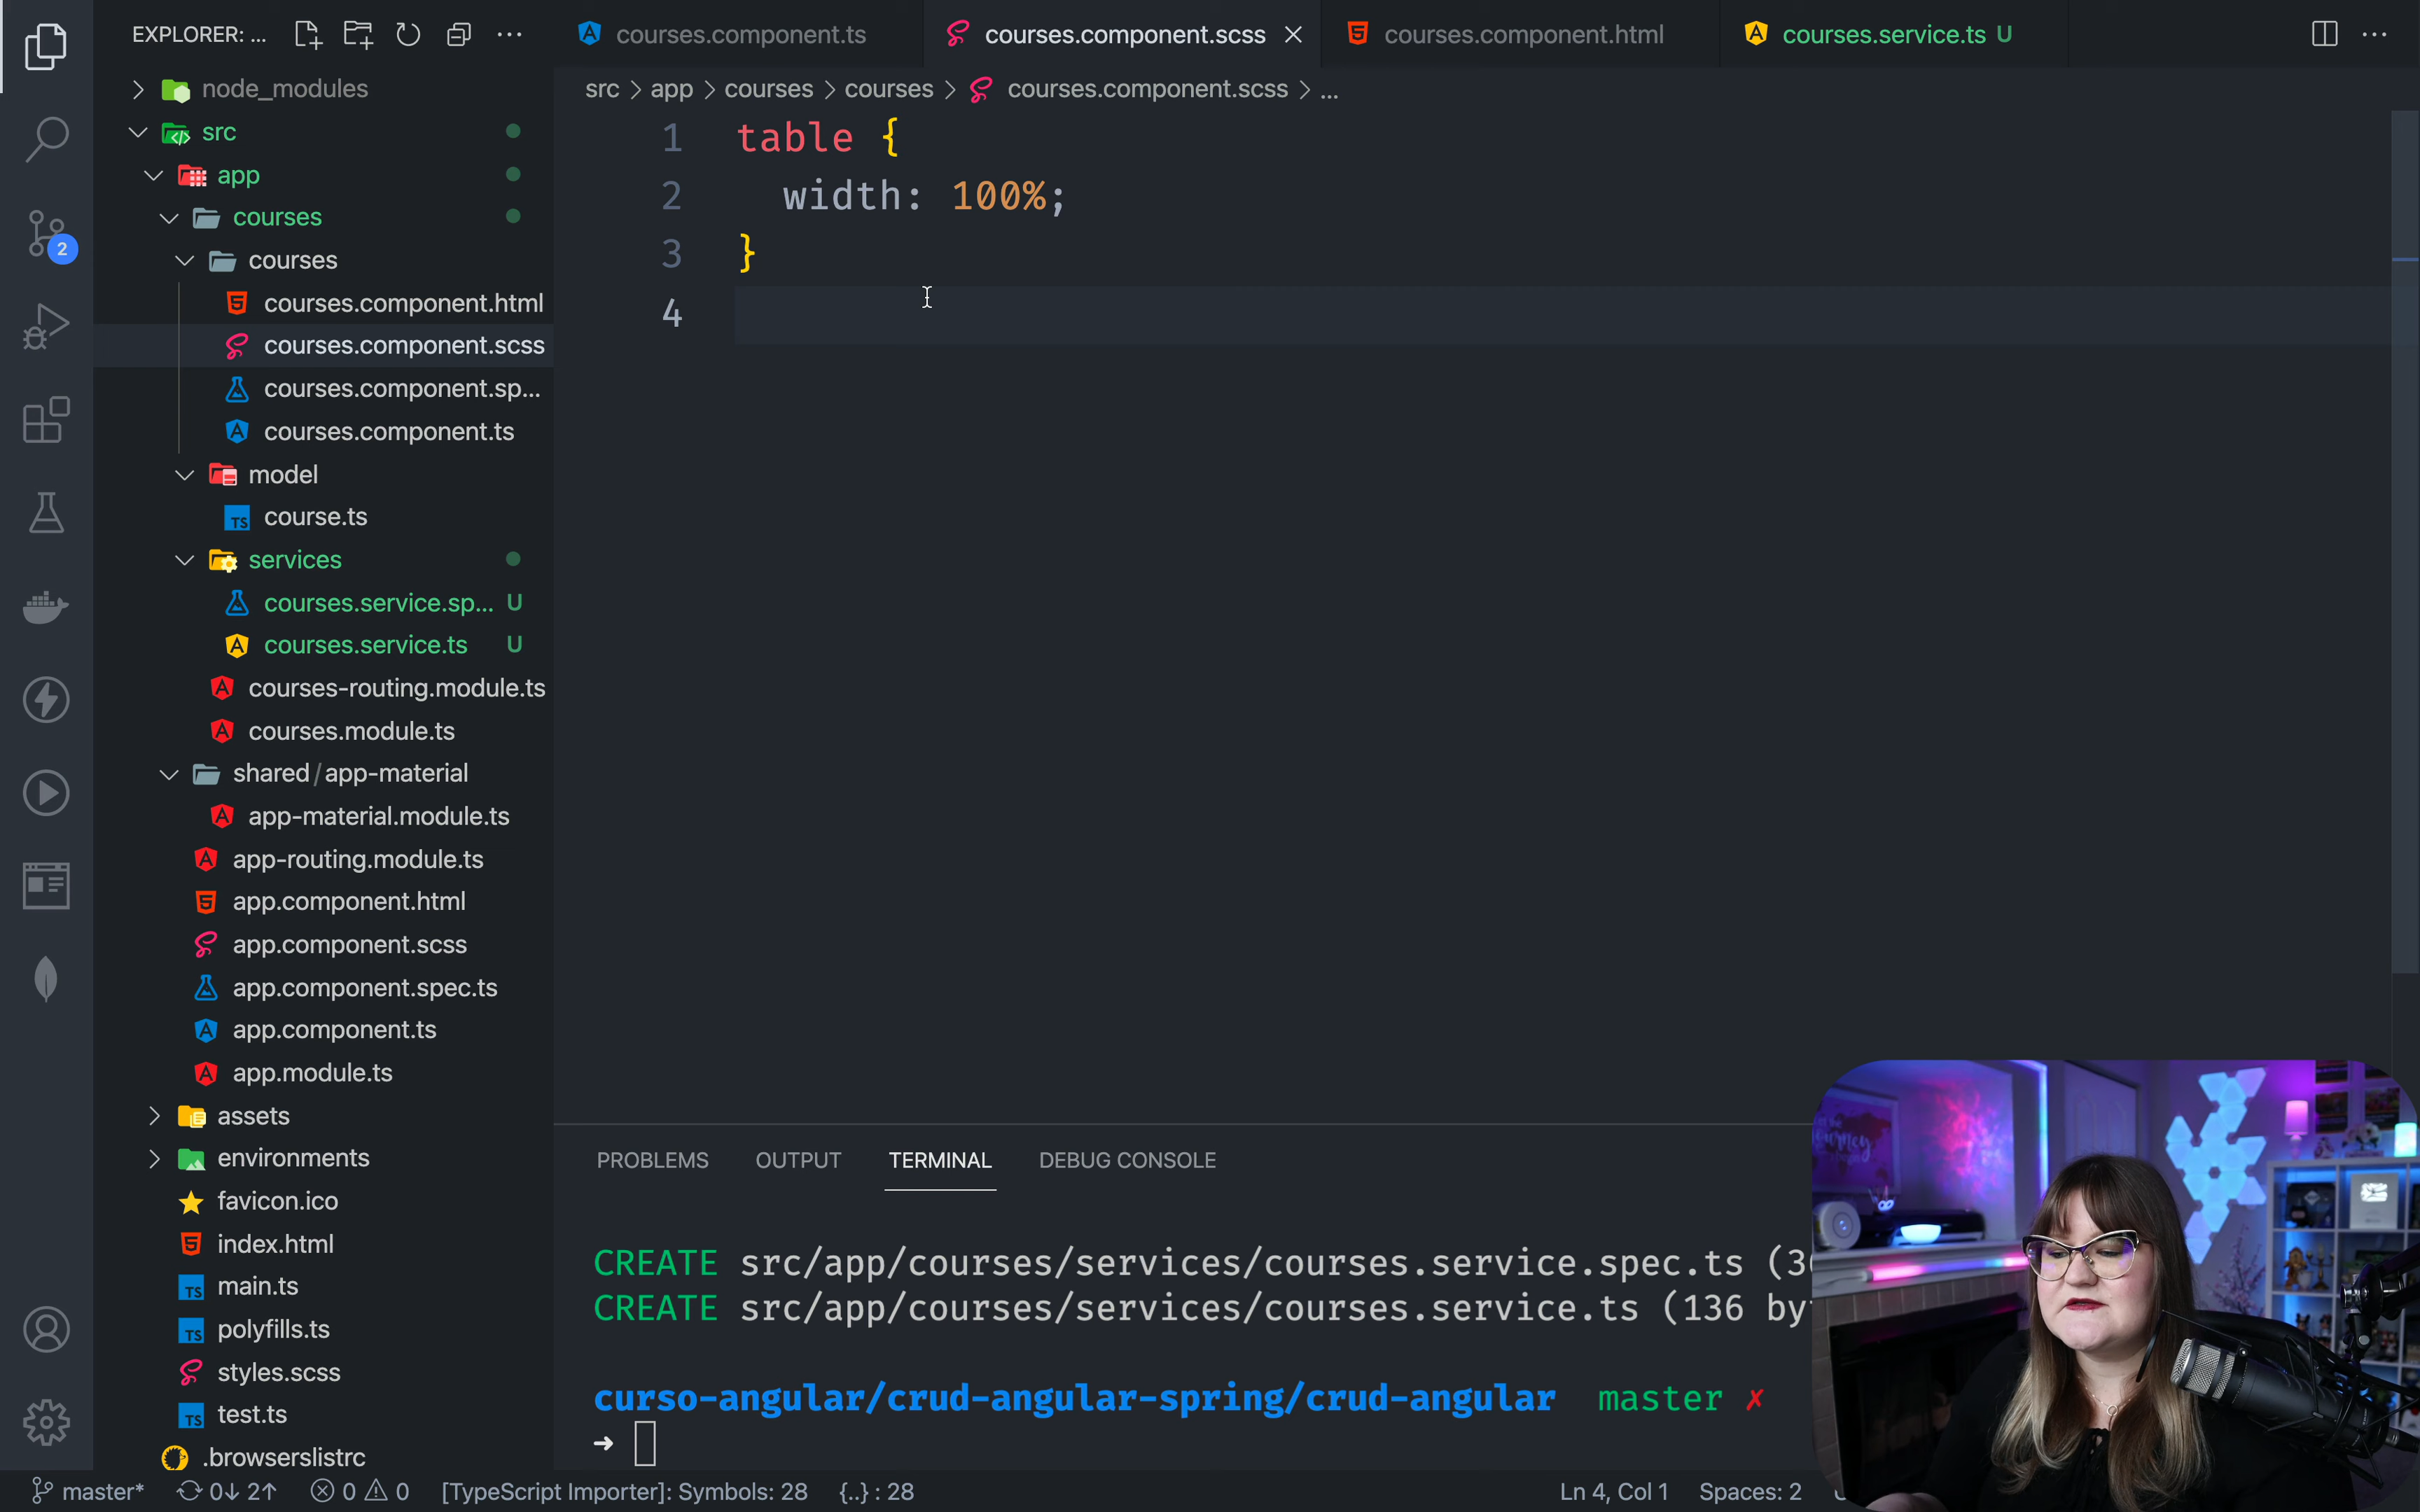 EXPLORER: ...
node_modules
src
app
courses
courses
courses.component.html
courses.component.scss
courses.component.sp...
courses.component.ts
model
course.ts
services
courses.service.sp... U
courses.service.ts U
courses-routing.module.ts
courses.module.ts
shared/app-material
app-material.module.ts
app-routing.module.ts
app.component.html
app.component.scss
app.component.spec.ts
app.component.ts
app.module.ts
assets
environments
favicon.ico
index.html
main.ts
polyfills.ts
styles.scss
test.ts
.browserslistrc
2
courses.component.ts courses.component.scss courses.component.html courses.service.ts U
src > app > courses > courses > courses.component.scss > ...
1 table {
2 width: 100%;
3 }
4
PROBLEMS OUTPUT TERMINAL DEBUG CONSOLE
CREATE src/app/courses/services/courses.service.spec.ts
CREATE src/app/courses/services/courses.service.ts (136
curso-angular/crud-angular-spring/crud-angular master ✗
➜
master* 0↓ 2↑ 0 0 [TypeScript Importer]: Symbols: 28 {..} : 28 Ln 4, Col 1 Spaces: 2